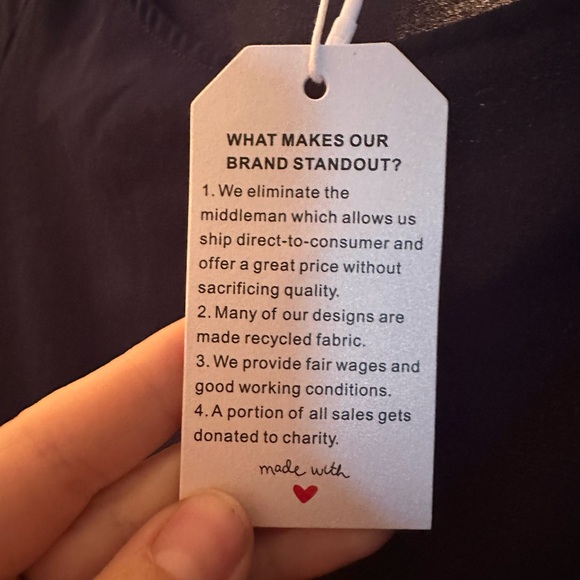 WHAT MAKES OUR
BRAND STANDOUT?
1. We eliminate the
middleman which allows us
ship direct-to-consumer and
offer a great price without
sacrificing quality.
2. Many of our designs are
made recycled fabric.
3. We provide fair wages and
good working conditions.
4. A portion of all sales gets
donated to charity.
made with